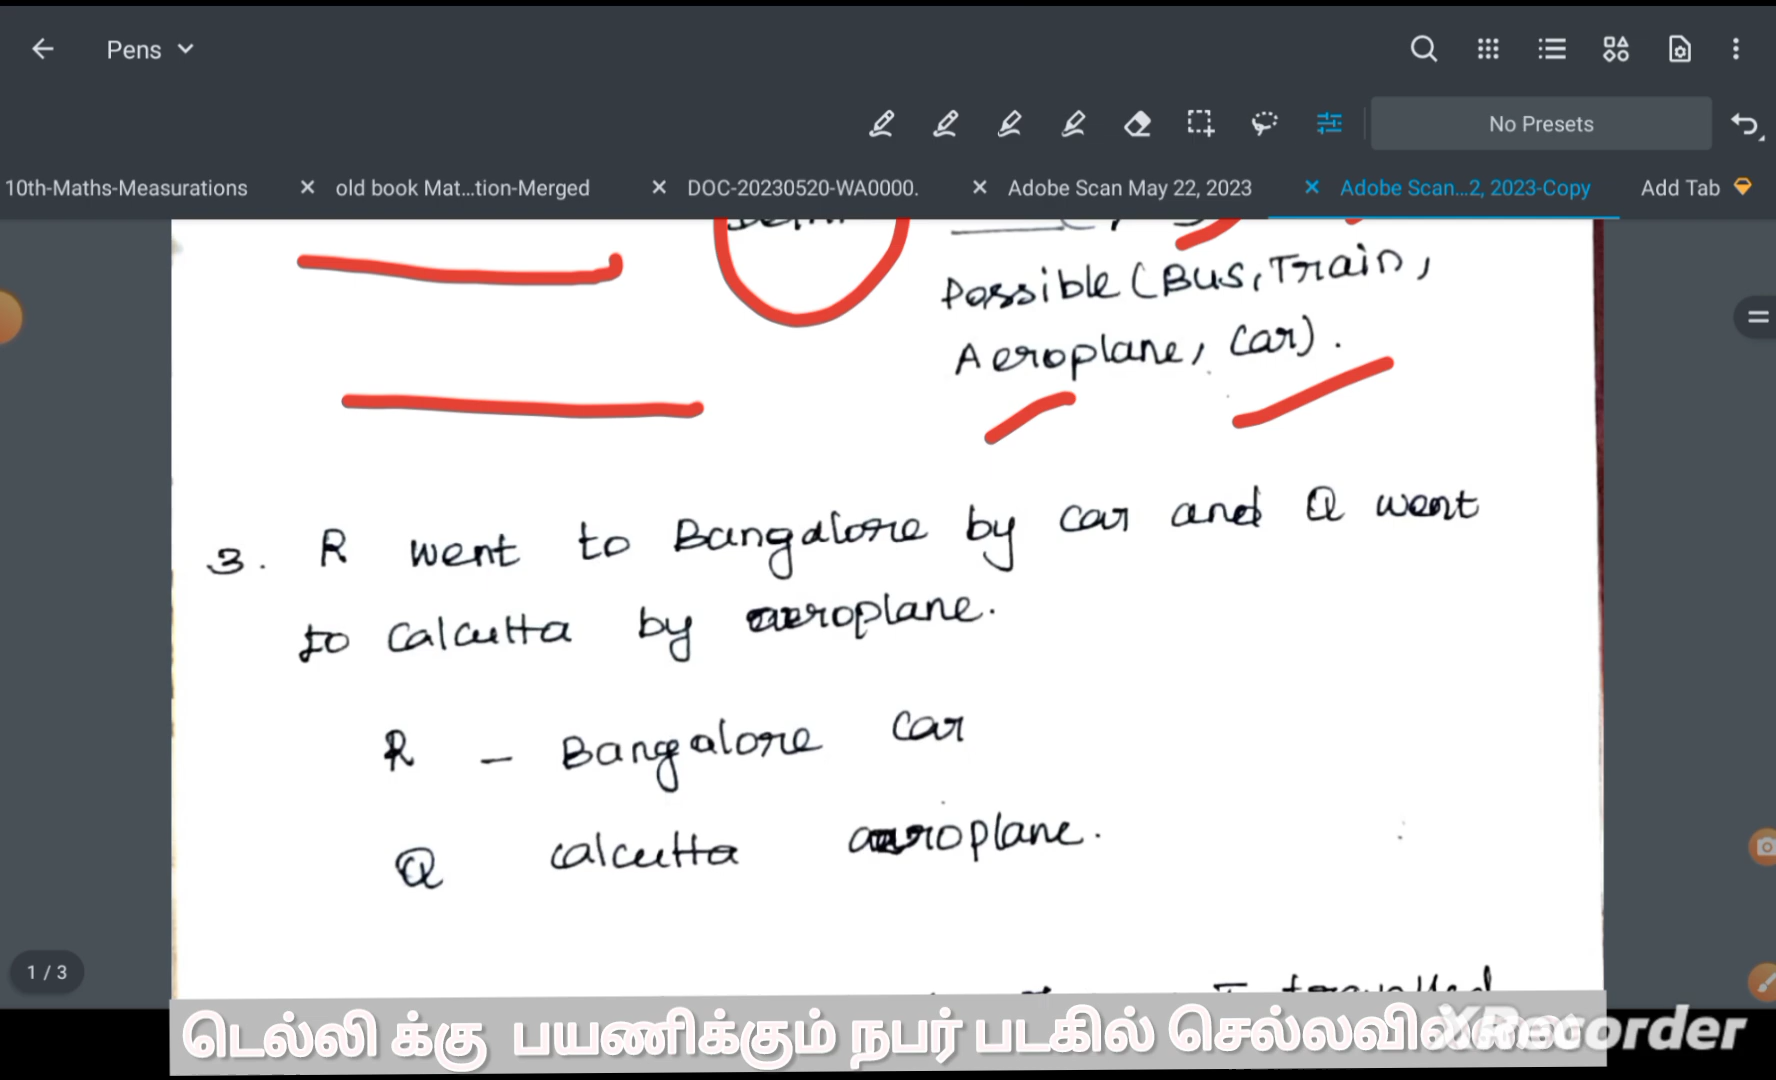 Pens
No Presets
10th-Maths-Measurations
old book Mat...tion-Merged
DOC-20230520-WA0000.
Adobe Scan May 22, 2023
Adobe Scan...2, 2023-Copy
Add Tab
Possible (Bus, Train,
Aeroplane, Car).
3. R went to Bangalore by car and Q went
to Calcutta by aeroplane.
R - Bangalore car
Q calcutta aeroplane.
travelled
1 / 3
டெல்லி க்கு பயணிக்கும் நபர் படகில்
XRecorder